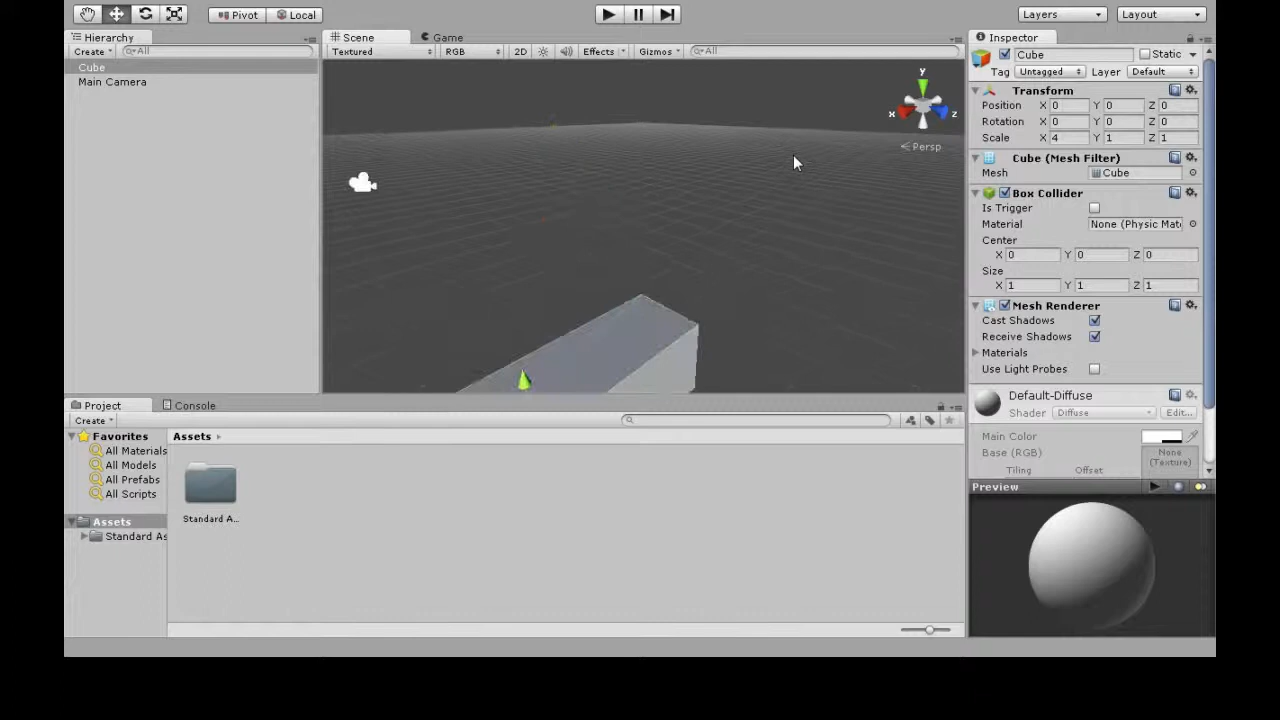 Pivot Local Layers Layout
Hierarchy Scene Game Inspector
Create All Textured RGB 2D Effects Gizmos All Cube Static
Cube
Main Camera
y
x
z
Persp
Tag Untagged Layer Default
Transform
Position X 0 Y 0 Z 0
Rotation X 0 Y 0 Z 0
Scale X 4 Y 1 Z 1
Cube (Mesh Filter)
Mesh Cube
Box Collider
Is Trigger
Material None (Physic Mat
Center
X 0 Y 0 Z 0
Size
X 1 Y 1 Z 1
Mesh Renderer
Cast Shadows
Receive Shadows
Materials
Use Light Probes
Default-Diffuse
Shader Diffuse Edit...
Main Color
Base (RGB) None
(Texture)
Tiling Offset
Preview
Project Console
Create
Favorites
All Materials
All Models
All Prefabs
All Scripts
Assets
Standard As
Assets
Standard A...